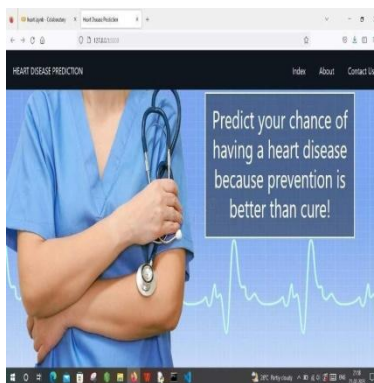 Heart Disease Prediction
HEART DISEASE PREDICTION
Index About Contact Us
Predict your chance of
having a heart disease
because prevention is
better than cure!